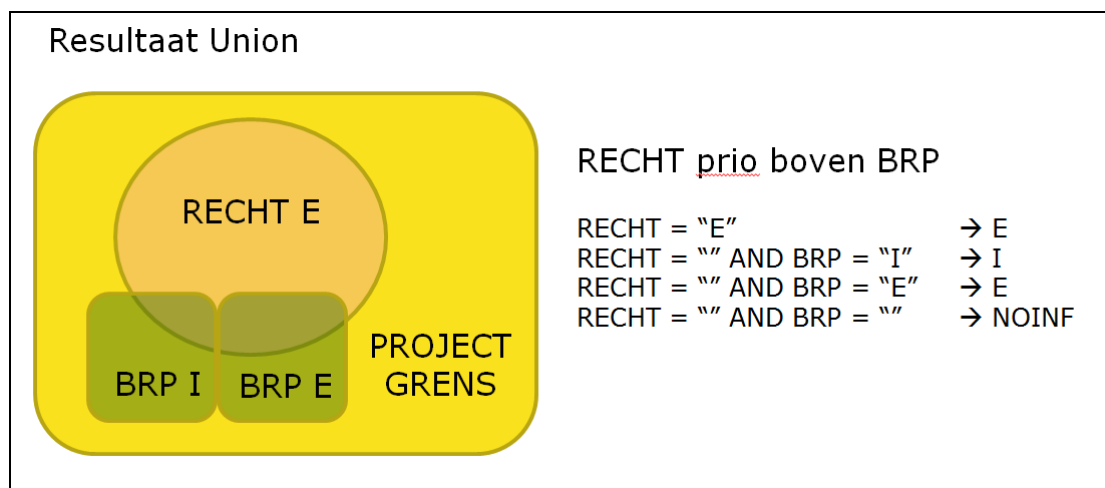 Resultaat Union
RECHT E
BRP I
BRP E
PROJECT
GRENS
RECHT prio boven BRP
RECHT = “E” → E
RECHT = “” AND BRP = “I” → I
RECHT = “” AND BRP = “E” → E
RECHT = “” AND BRP = “” → NOINF